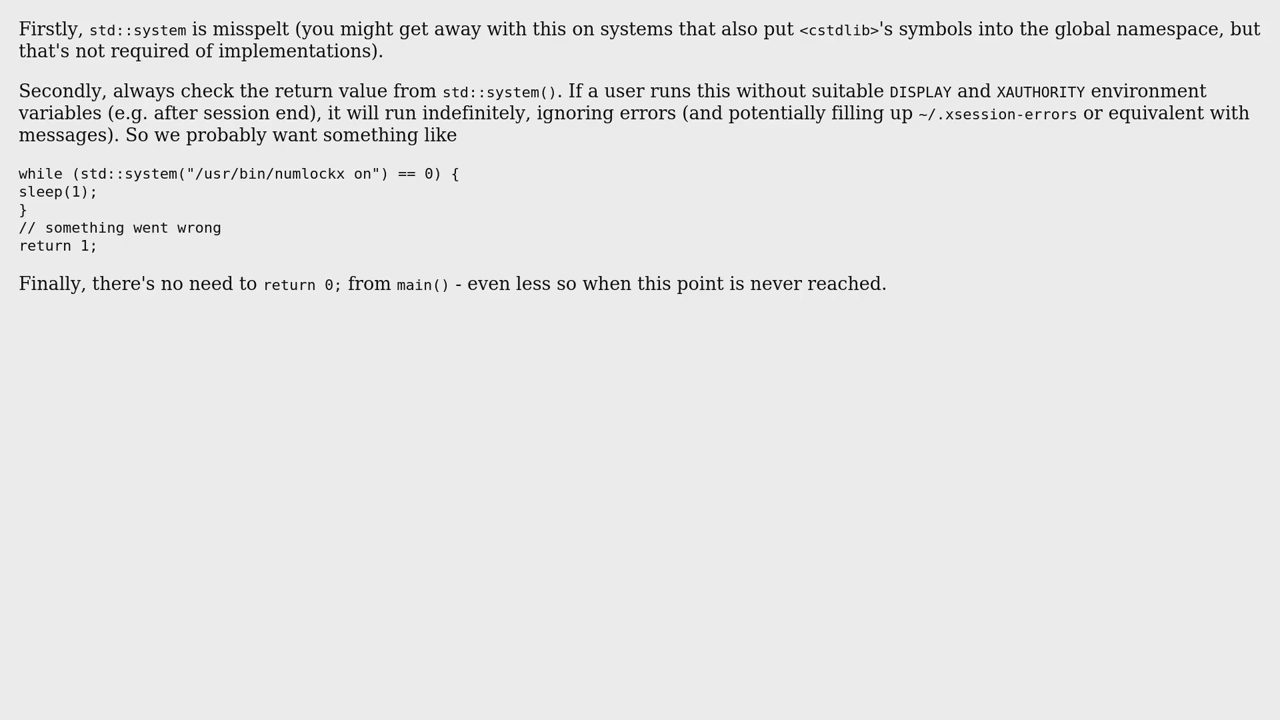 Firstly, std::system is misspelt (you might get away with this on systems that also put <cstdlib>'s symbols into the global namespace, but
that's not required of implementations).
Secondly, always check the return value from std::system(). If a user runs this without suitable DISPLAY and XAUTHORITY environment
variables (e.g. after session end), it will run indefinitely, ignoring errors (and potentially filling up ~/.xsession-errors or equivalent with
messages). So we probably want something like
while (std::system("/usr/bin/numlockx on") == 0) {
sleep(1);
}
// something went wrong
return 1;
Finally, there's no need to return 0; from main() - even less so when this point is never reached.